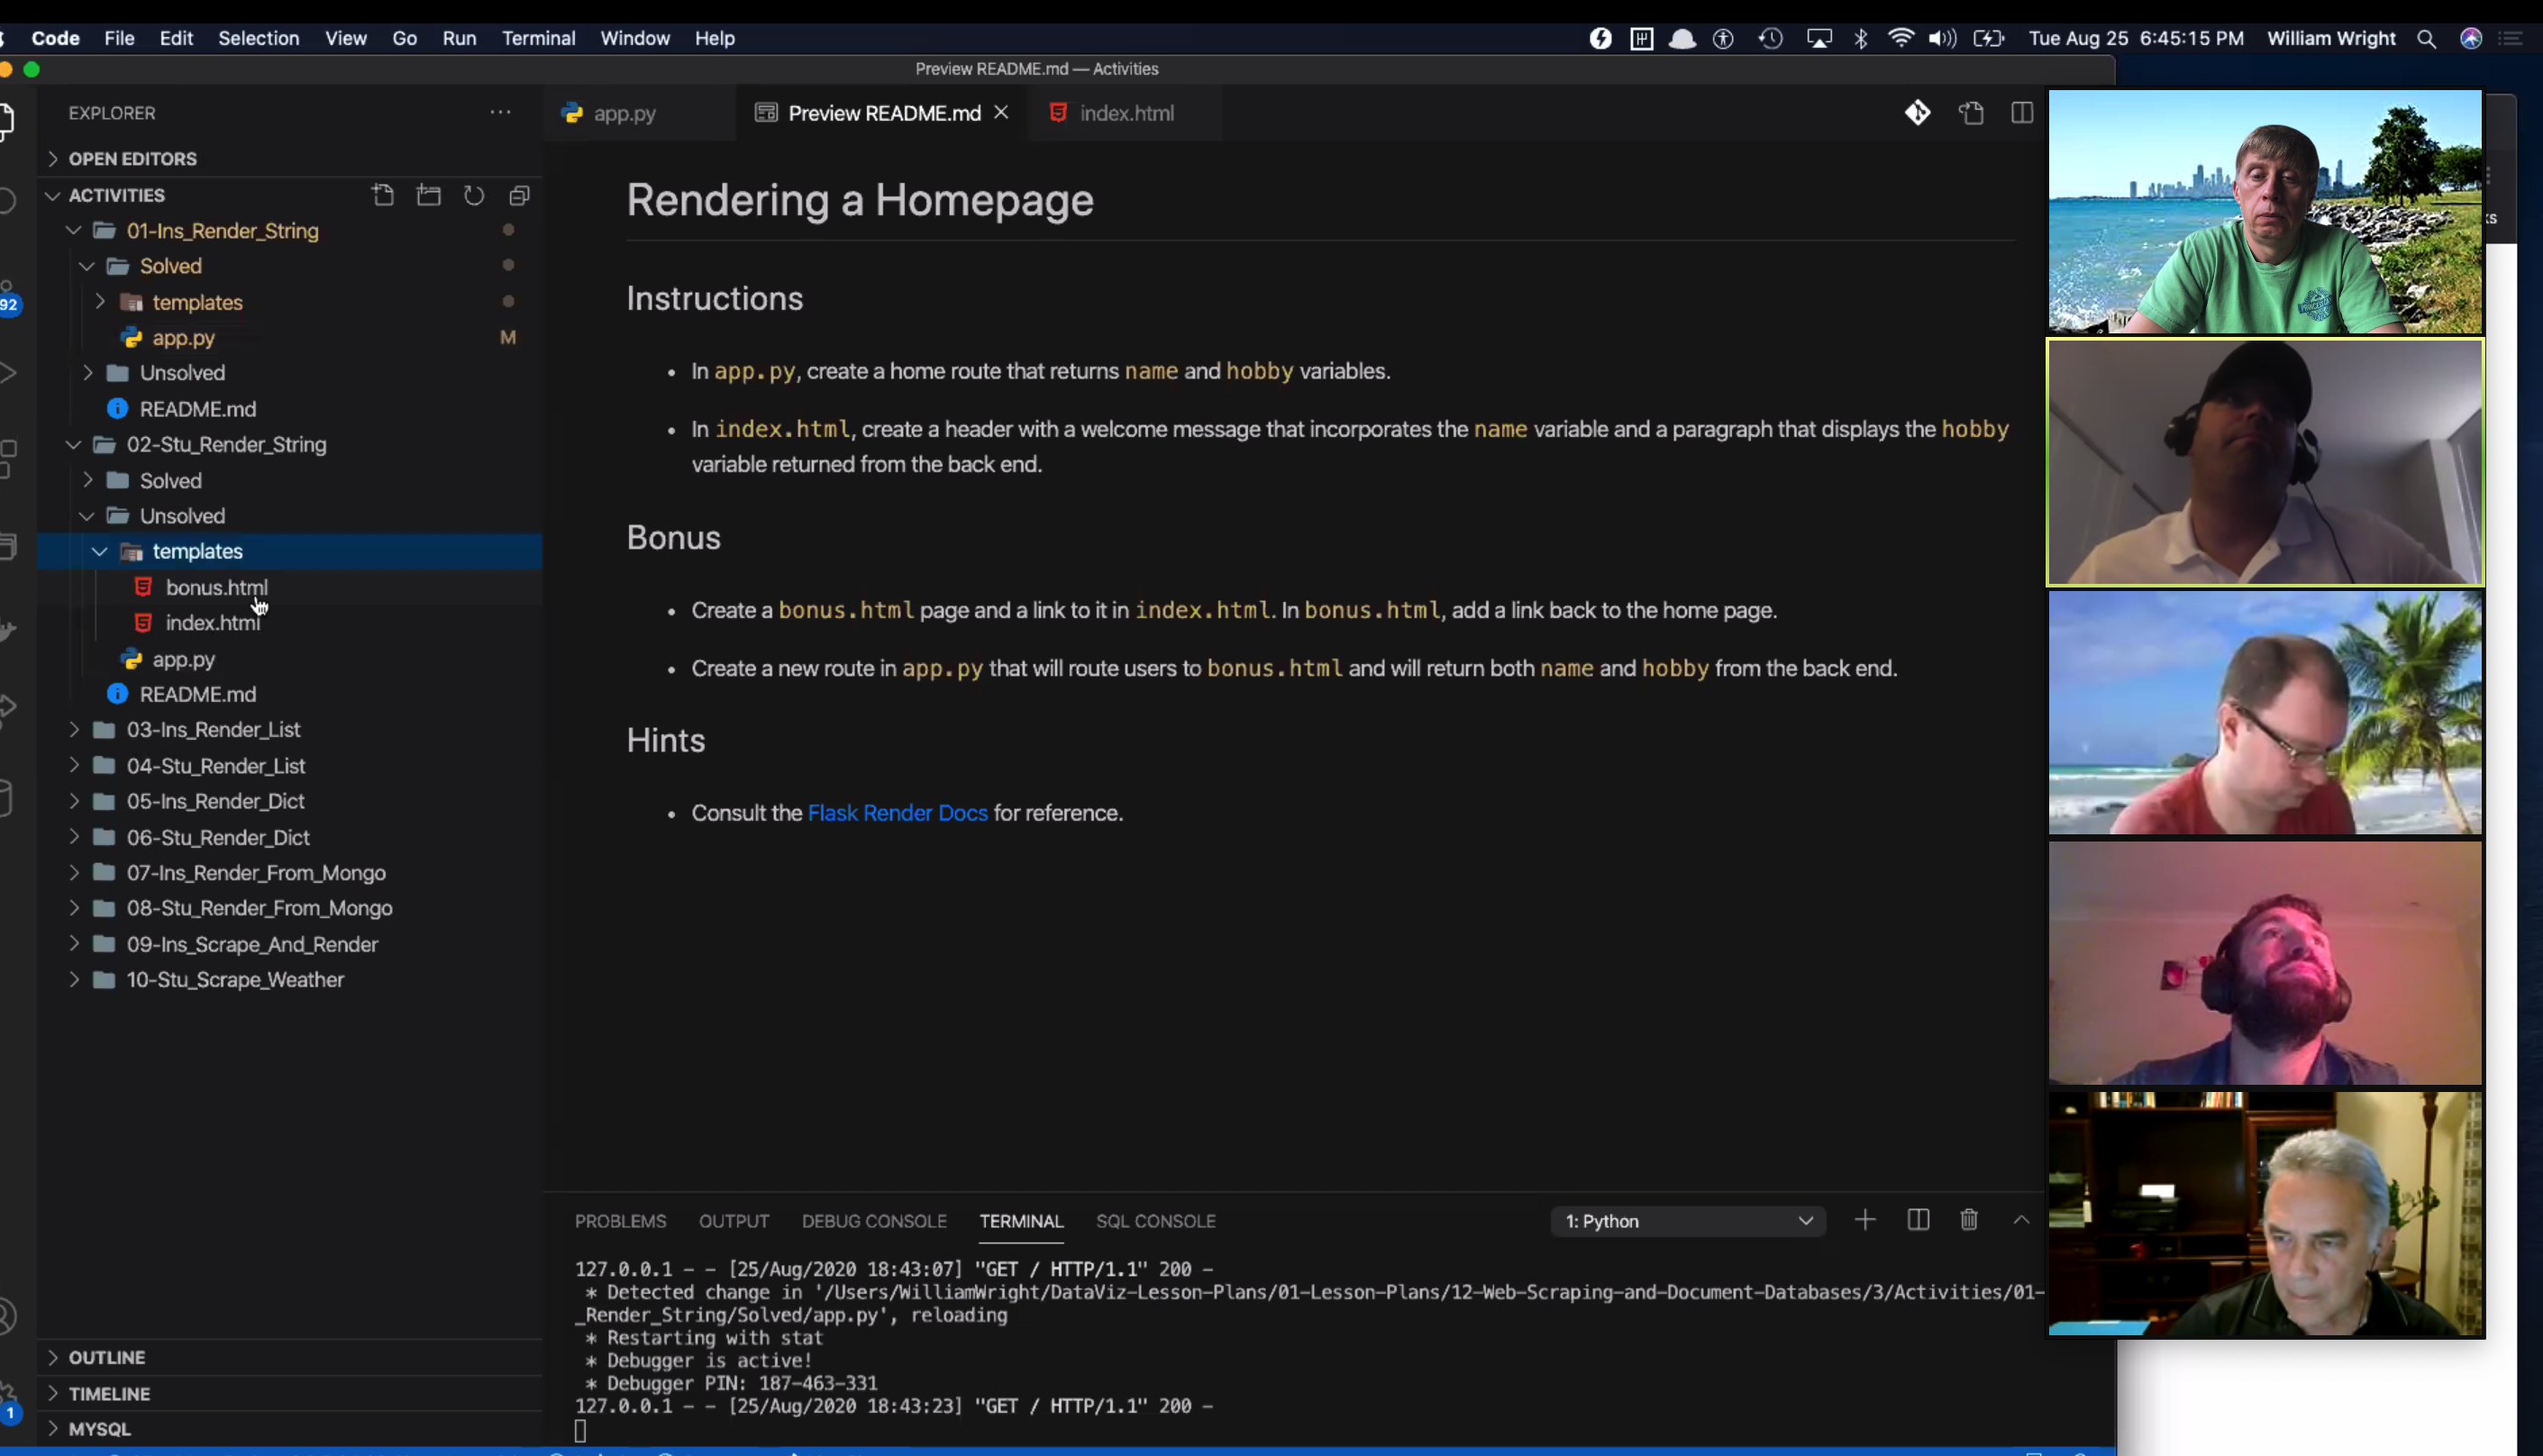 Code File Edit Selection View Go Run Terminal Window Help
Tue Aug 25 6:45:15 PM William Wright
Preview README.md — Activities
EXPLORER
OPEN EDITORS
ACTIVITIES
01-Ins_Render_String
Solved
templates
app.py M
Unsolved
README.md
02-Stu_Render_String
Solved
Unsolved
templates
bonus.html
index.html
app.py
README.md
03-Ins_Render_List
04-Stu_Render_List
05-Ins_Render_Dict
06-Stu_Render_Dict
07-Ins_Render_From_Mongo
08-Stu_Render_From_Mongo
09-Ins_Scrape_And_Render
10-Stu_Scrape_Weather
OUTLINE
TIMELINE
MYSQL
92
1
app.py Preview README.md index.html
Rendering a Homepage
Instructions
• In app.py, create a home route that returns name and hobby variables.
• In index.html, create a header with a welcome message that incorporates the name variable and a paragraph that displays the hobby
variable returned from the back end.
Bonus
• Create a bonus.html page and a link to it in index.html. In bonus.html, add a link back to the home page.
• Create a new route in app.py that will route users to bonus.html and will return both name and hobby from the back end.
Hints
• Consult the Flask Render Docs for reference.
PROBLEMS OUTPUT DEBUG CONSOLE TERMINAL SQL CONSOLE
1: Python
127.0.0.1 - - [25/Aug/2020 18:43:07] "GET / HTTP/1.1" 200 -
* Detected change in '/Users/WilliamWright/DataViz-Lesson-Plans/01-Lesson-Plans/12-Web-Scraping-and-Document-Databases/3/Activities/01-
_Render_String/Solved/app.py', reloading
* Restarting with stat
* Debugger is active!
* Debugger PIN: 187-463-331
127.0.0.1 - - [25/Aug/2020 18:43:23] "GET / HTTP/1.1" 200 -